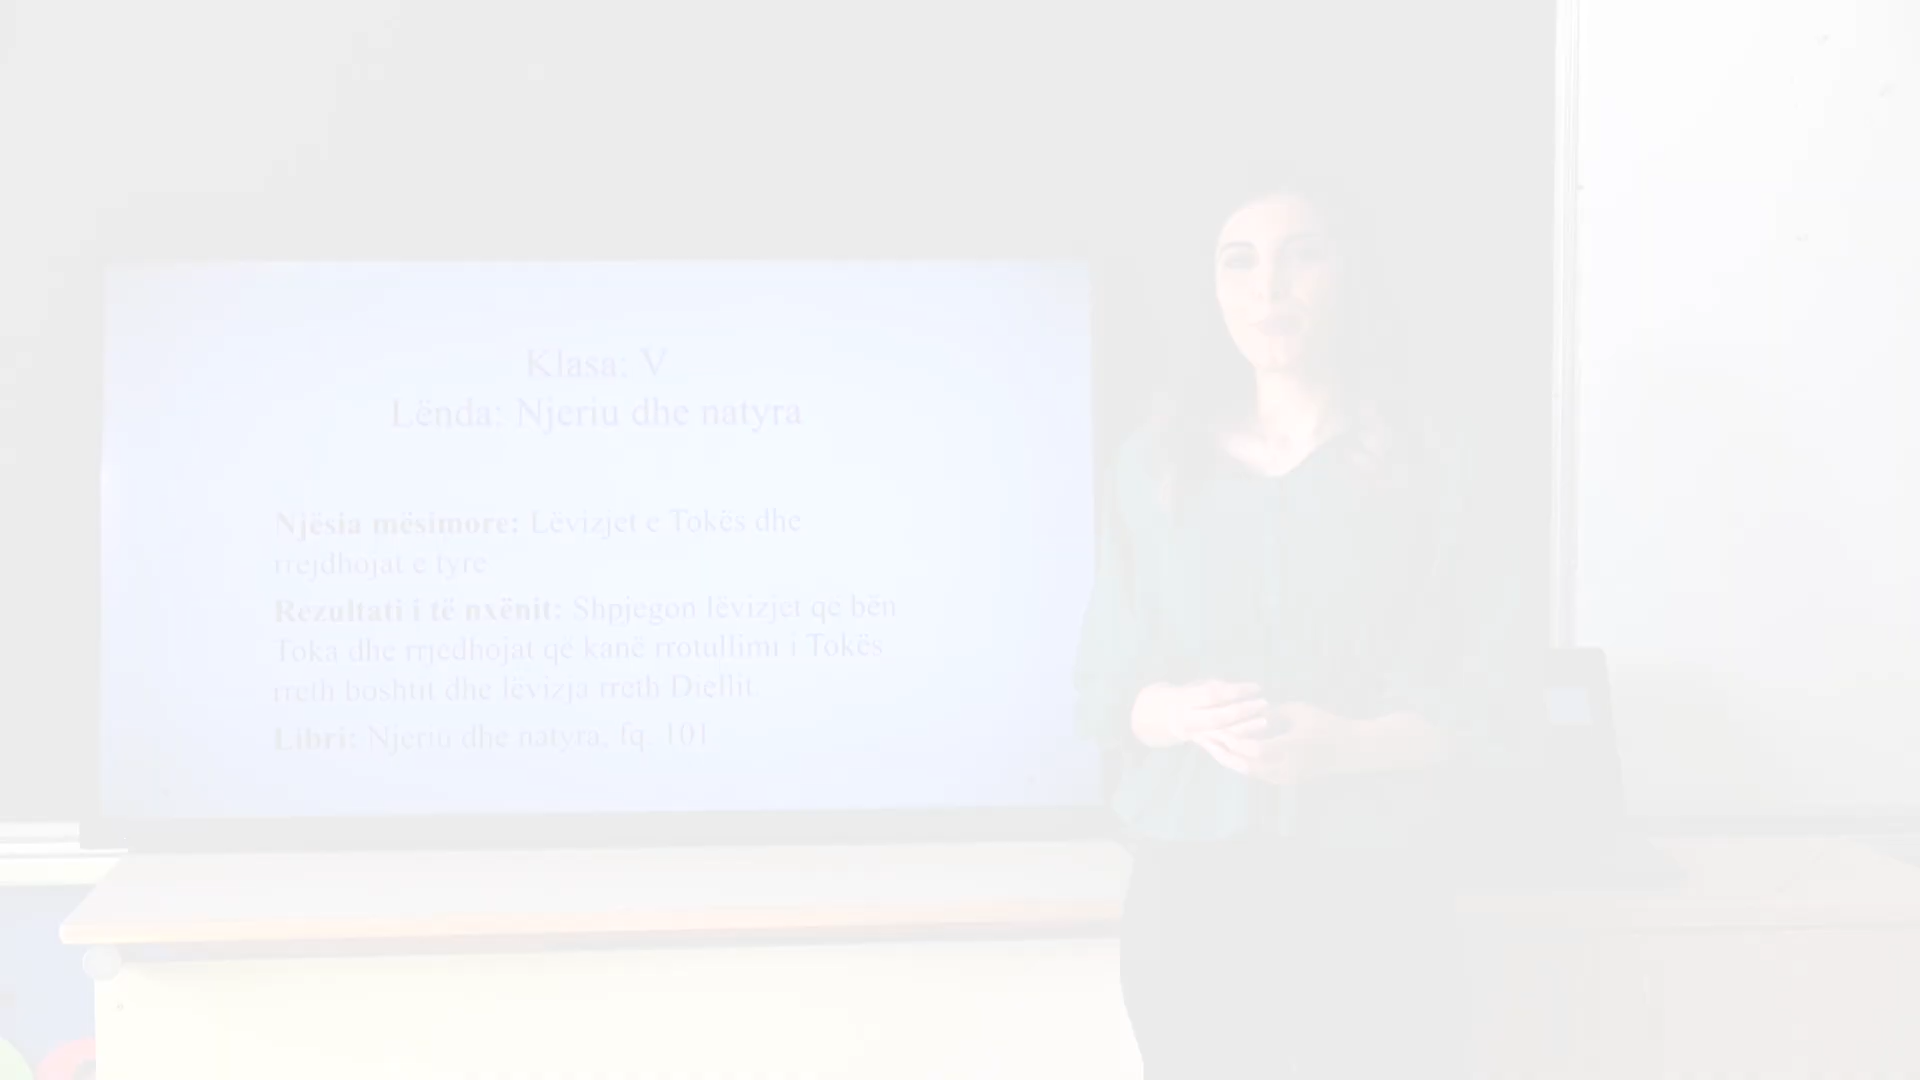 Klasa: V
Lënda: Njeriu dhe natyra
Njësia mësimore: Lëvizjet e Tokës dhe
rrejdhojat e tyre
Rezultati i të nxënit: Shpjegon lëvizjet që bën
Toka dhe rrjedhojat që kanë rrotullimi i Tokës
rreth boshtit dhe lëvizja rreth Diellit
Libri: Njeriu dhe natyra, fq. 101